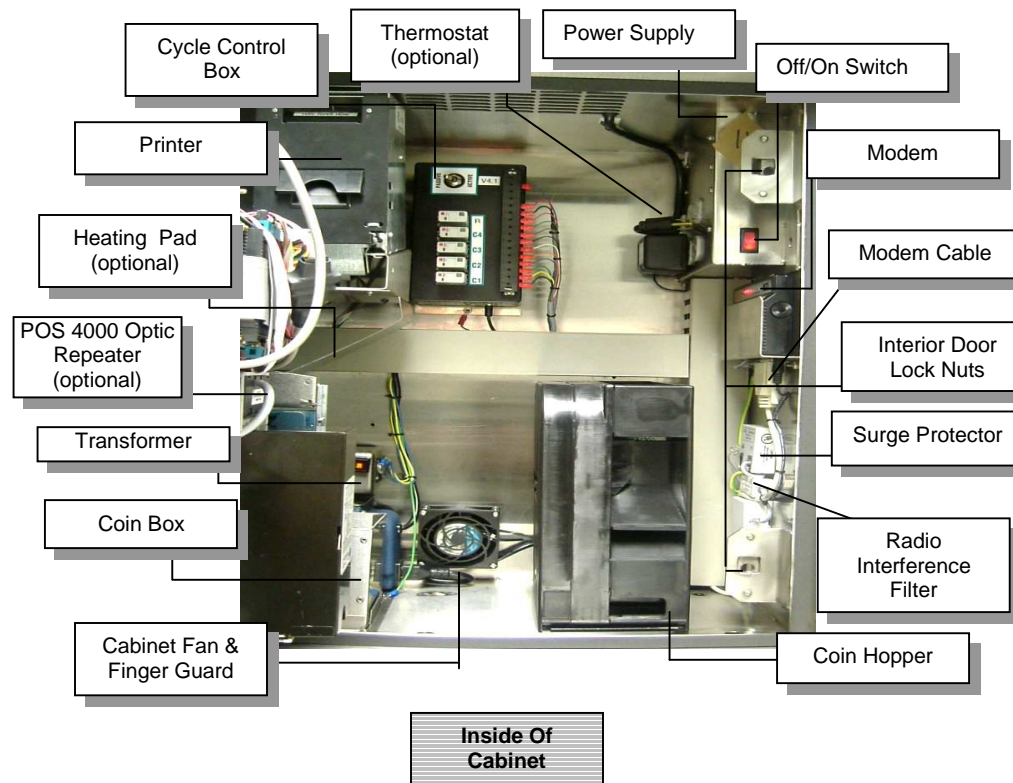 Cycle Control
Box
Thermostat
(optional)
Power Supply
Off/On Switch
Printer
Modem
Heating Pad
(optional)
Modem Cable
POS 4000 Optic
Repeater
(optional)
Interior Door
Lock Nuts
Transformer
Surge Protector
Coin Box
Radio
Interference
Filter
Cabinet Fan &
Finger Guard
Coin Hopper
PASSIVE
ACTIVE
V4.1
R
C4
C3
C2
C1
Inside Of
Cabinet